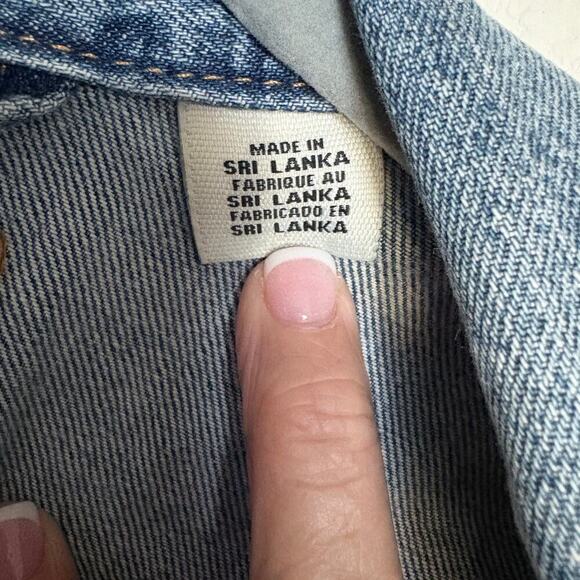 MADE IN
SRI LANKA
FABRIQUE AU
SRI LANKA
FABRICADO EN
SRI LANKA